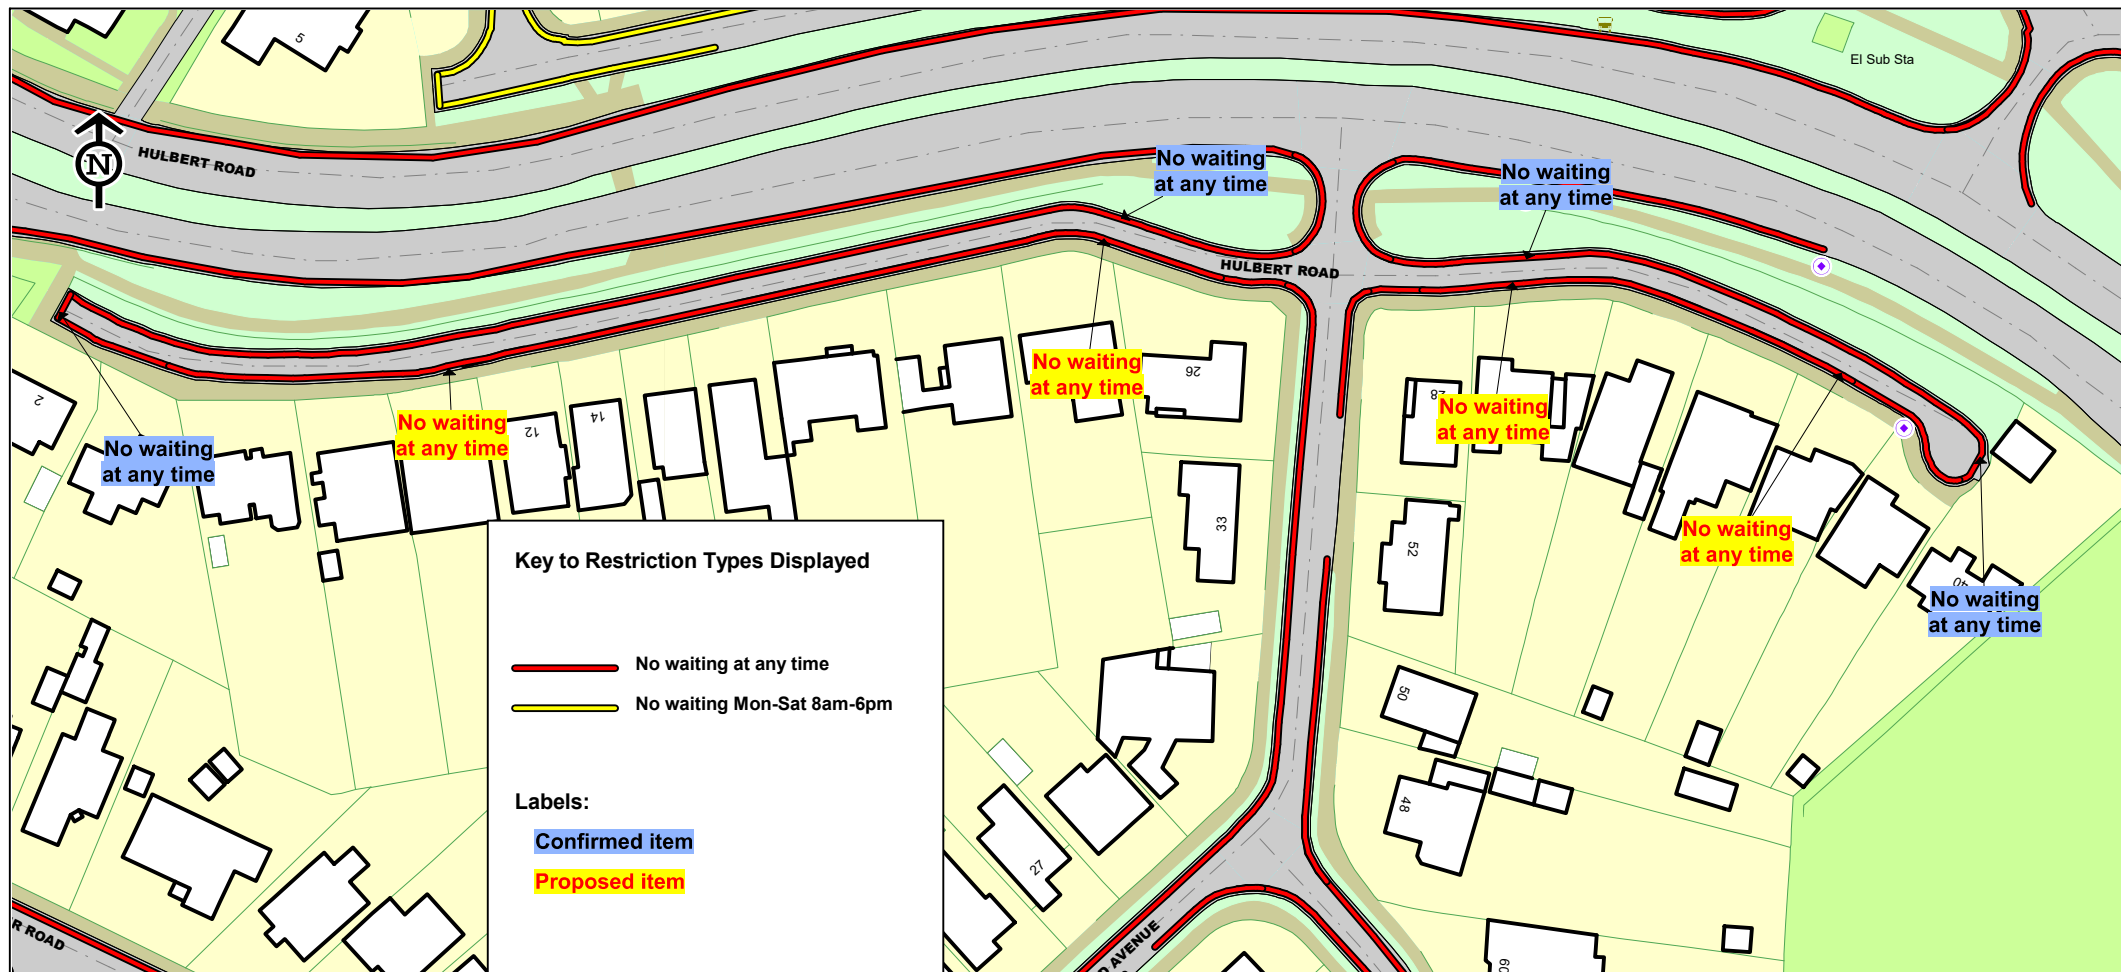 5
El Sub Sta
N
HULBERT ROAD
No waiting
at any time
No waiting
at any time
HULBERT ROAD
No waiting
at any time
26
28
No waiting
at any time
No waiting
at any time
2
12
14
No waiting
at any time
33
52
No waiting
at any time
40
No waiting
at any time
Key to Restriction Types Displayed
No waiting at any time
No waiting Mon-Sat 8am-6pm
Labels:
Confirmed item
Proposed item
50
48
27
R ROAD
D AVENUE
60